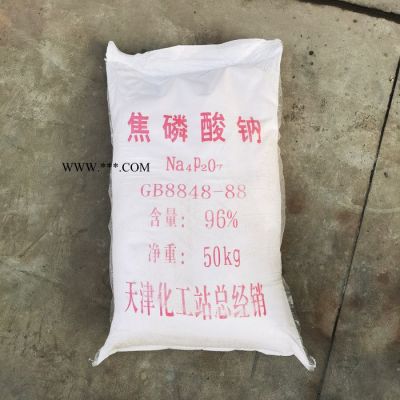 焦磷酸钠
www.***.com
Na₄P₂O₇
GB8848-88
含量:96%
净重:50kg
天津化工站总经销